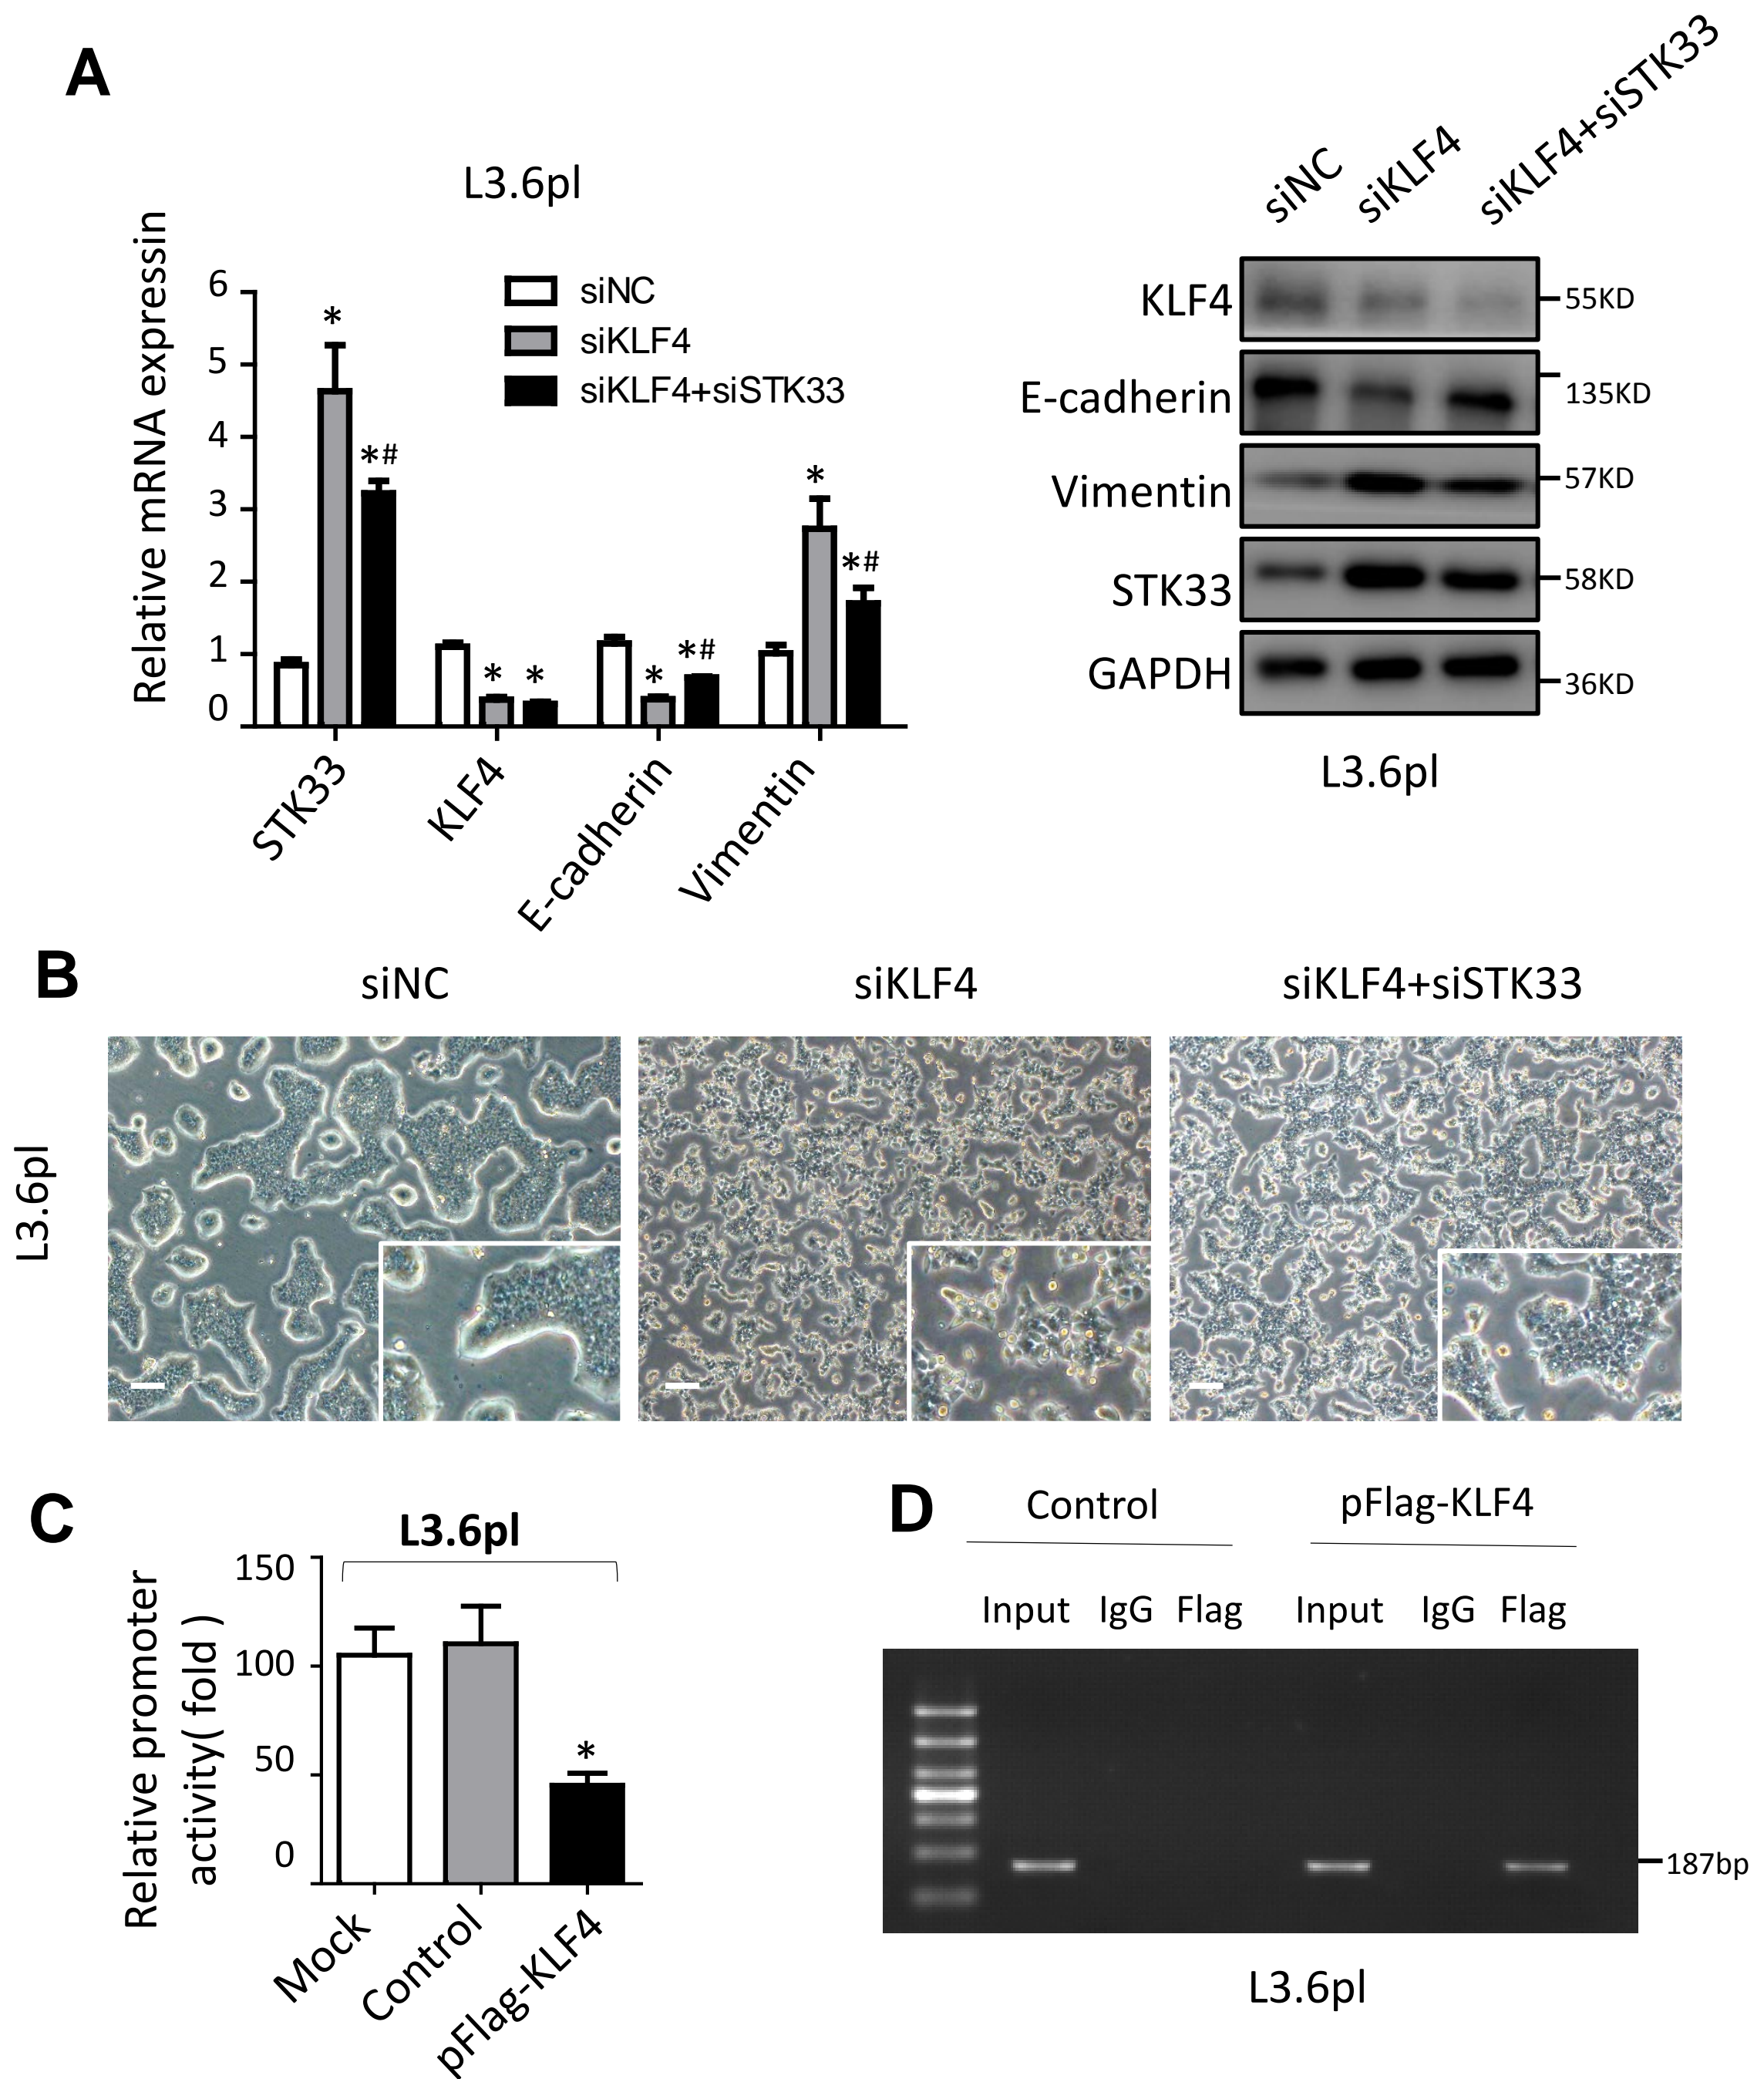 A
L3.6pl
Relative mRNA expressin
6
5
4
3
2
1
0
siNC
siKLF4
siKLF4+siSTK33
*
*#
*
*
*
*#
*
*#
STK33
KLF4
E-cadherin
Vimentin
siNC
siKLF4
siKLF4+siSTK33
KLF4
55KD
E-cadherin
135KD
Vimentin
57KD
STK33
58KD
GAPDH
36KD
L3.6pl
B
siNC
siKLF4
siKLF4+siSTK33
L3.6pl
C
L3.6pl
Relative promoter
activity( fold )
150
100
50
0
*
Mock
Control
pFlag-KLF4
D
Control
pFlag-KLF4
Input IgG Flag
Input IgG Flag
187bp
L3.6pl